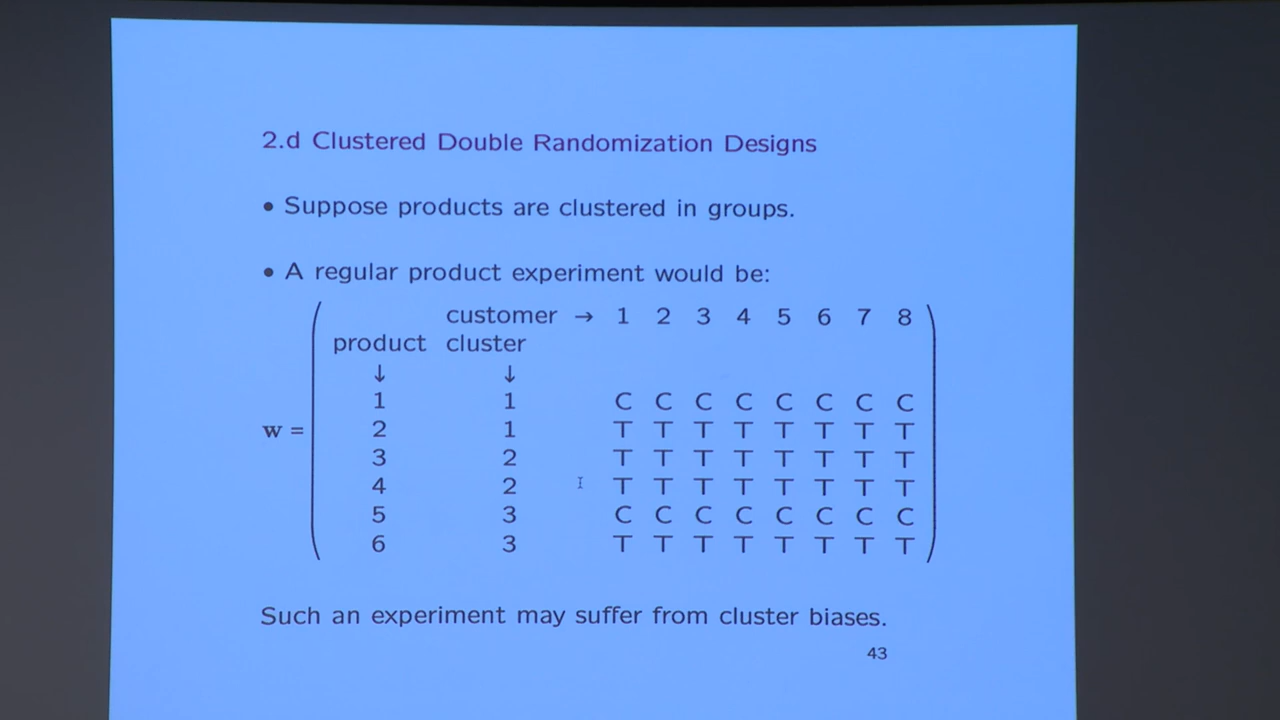 2.d Clustered Double Randomization Designs
• Suppose products are clustered in groups.
• A regular product experiment would be:
customer → 1 2 3 4 5 6 7 8
product cluster
↓ ↓
1 1 C C C C C C C C
w = 2 1 T T T T T T T T
3 2 T T T T T T T T
4 2 T T T T T T T T
5 3 C C C C C C C C
6 3 T T T T T T T T
Such an experiment may suffer from cluster biases.
43